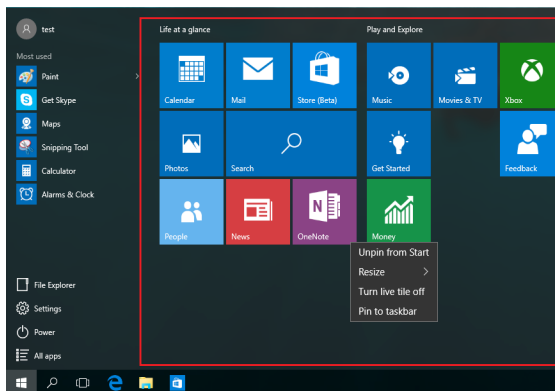 test
Most used
Paint
Get Skype
Maps
Snipping Tool
Calculator
Alarms & Clock
File Explorer
Settings
Power
All apps
Life at a glance
Calendar
Mail
Store (Beta)
Photos
Search
People
News
OneNote
Play and Explore
Music
Movies & TV
Xbox
Get Started
Feedback
Money
Unpin from Start
Resize
Turn live tile off
Pin to taskbar